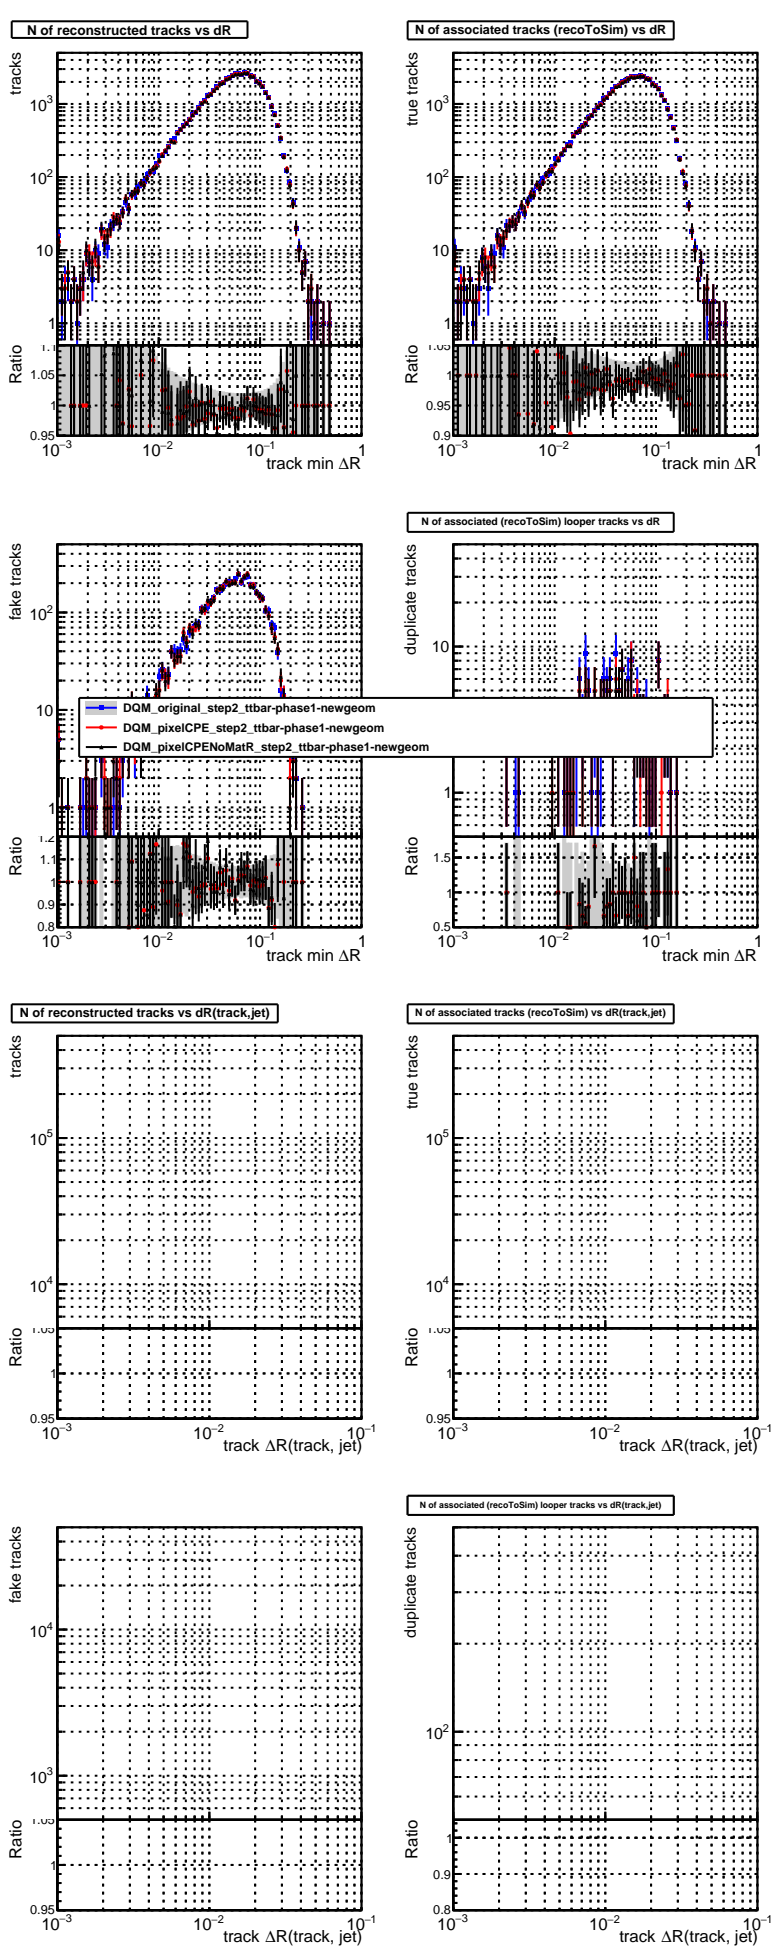 N of reconstructed tracks vs dR
tracks
10³
10²
10
1
Ratio
1.1
1.05
1
0.95
10⁻³
10⁻²
10⁻¹
1
track min ΔR
N of associated tracks (recoToSim) vs dR
true tracks
10³
10²
10
1
Ratio
1.05
1
0.95
0.9
10⁻³
10⁻²
10⁻¹
1
track min ΔR
fake tracks
10²
10
1
Ratio
1.2
1.1
1
0.9
0.8
10⁻³
10⁻²
10⁻¹
1
track min ΔR
N of associated (recoToSim) looper tracks vs dR
duplicate tracks
10
1
Ratio
1.5
1
0.5
10⁻³
10⁻²
10⁻¹
1
track min ΔR
DQM_original_step2_ttbar-phase1-newgeom
DQM_pixelCPE_step2_ttbar-phase1-newgeom
DQM_pixelCPENoMatR_step2_ttbar-phase1-newgeom
N of reconstructed tracks vs dR(track,jet)
tracks
10⁵
10⁴
Ratio
1.05
1
0.95
10⁻³
10⁻²
10⁻¹
track ΔR(track, jet)
N of associated tracks (recoToSim) vs dR(track,jet)
true tracks
10⁵
10⁴
Ratio
1.05
1
0.95
10⁻³
10⁻²
10⁻¹
track ΔR(track, jet)
fake tracks
10⁴
10³
Ratio
1.05
1
0.95
10⁻³
10⁻²
10⁻¹
track ΔR(track, jet)
N of associated (recoToSim) looper tracks vs dR(track,jet)
duplicate tracks
10²
Ratio
1
0.9
0.8
10⁻³
10⁻²
10⁻¹
track ΔR(track, jet)